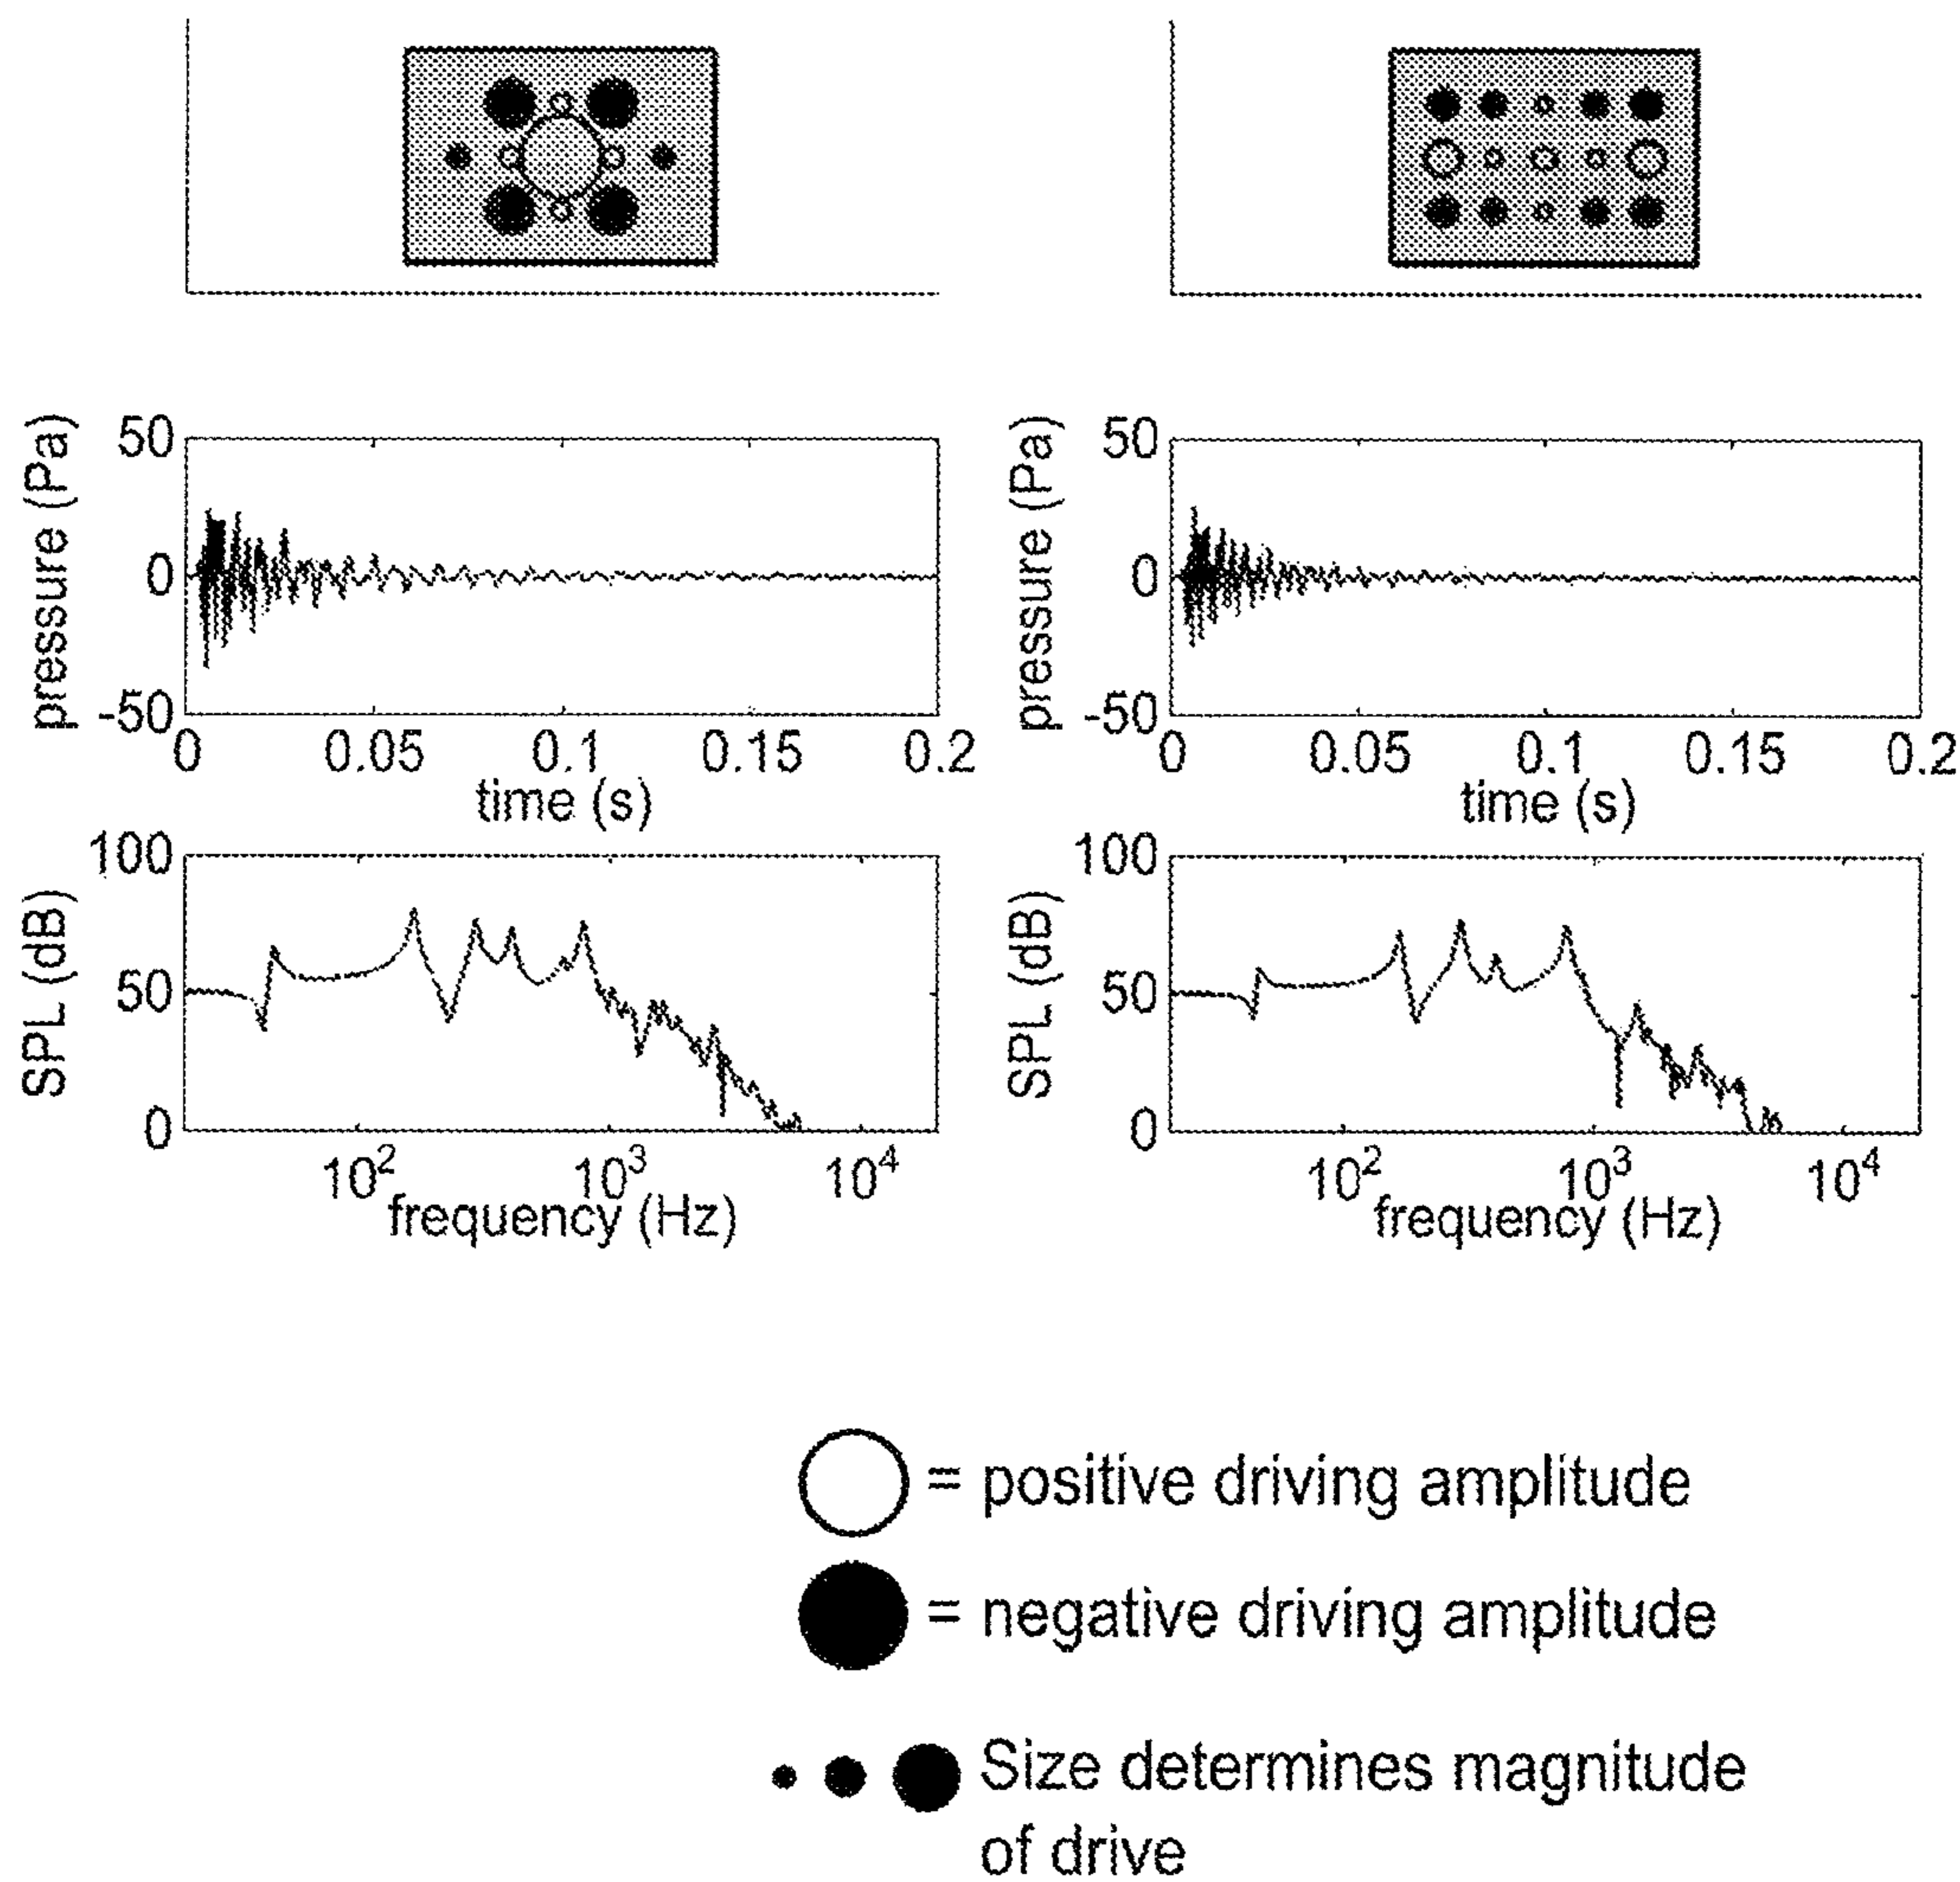 50
0
-50
pressure (Pa)
0 0.05 0.1 0.15 0.2
time (s)
50
0
-50
pressure (Pa)
0 0.05 0.1 0.15 0.2
time (s)
100
50
0
SPL (dB)
10² 10³ 10⁴
frequency (Hz)
100
50
0
SPL (dB)
10² 10³ 10⁴
frequency (Hz)
= positive driving amplitude
= negative driving amplitude
Size determines magnitude
of drive